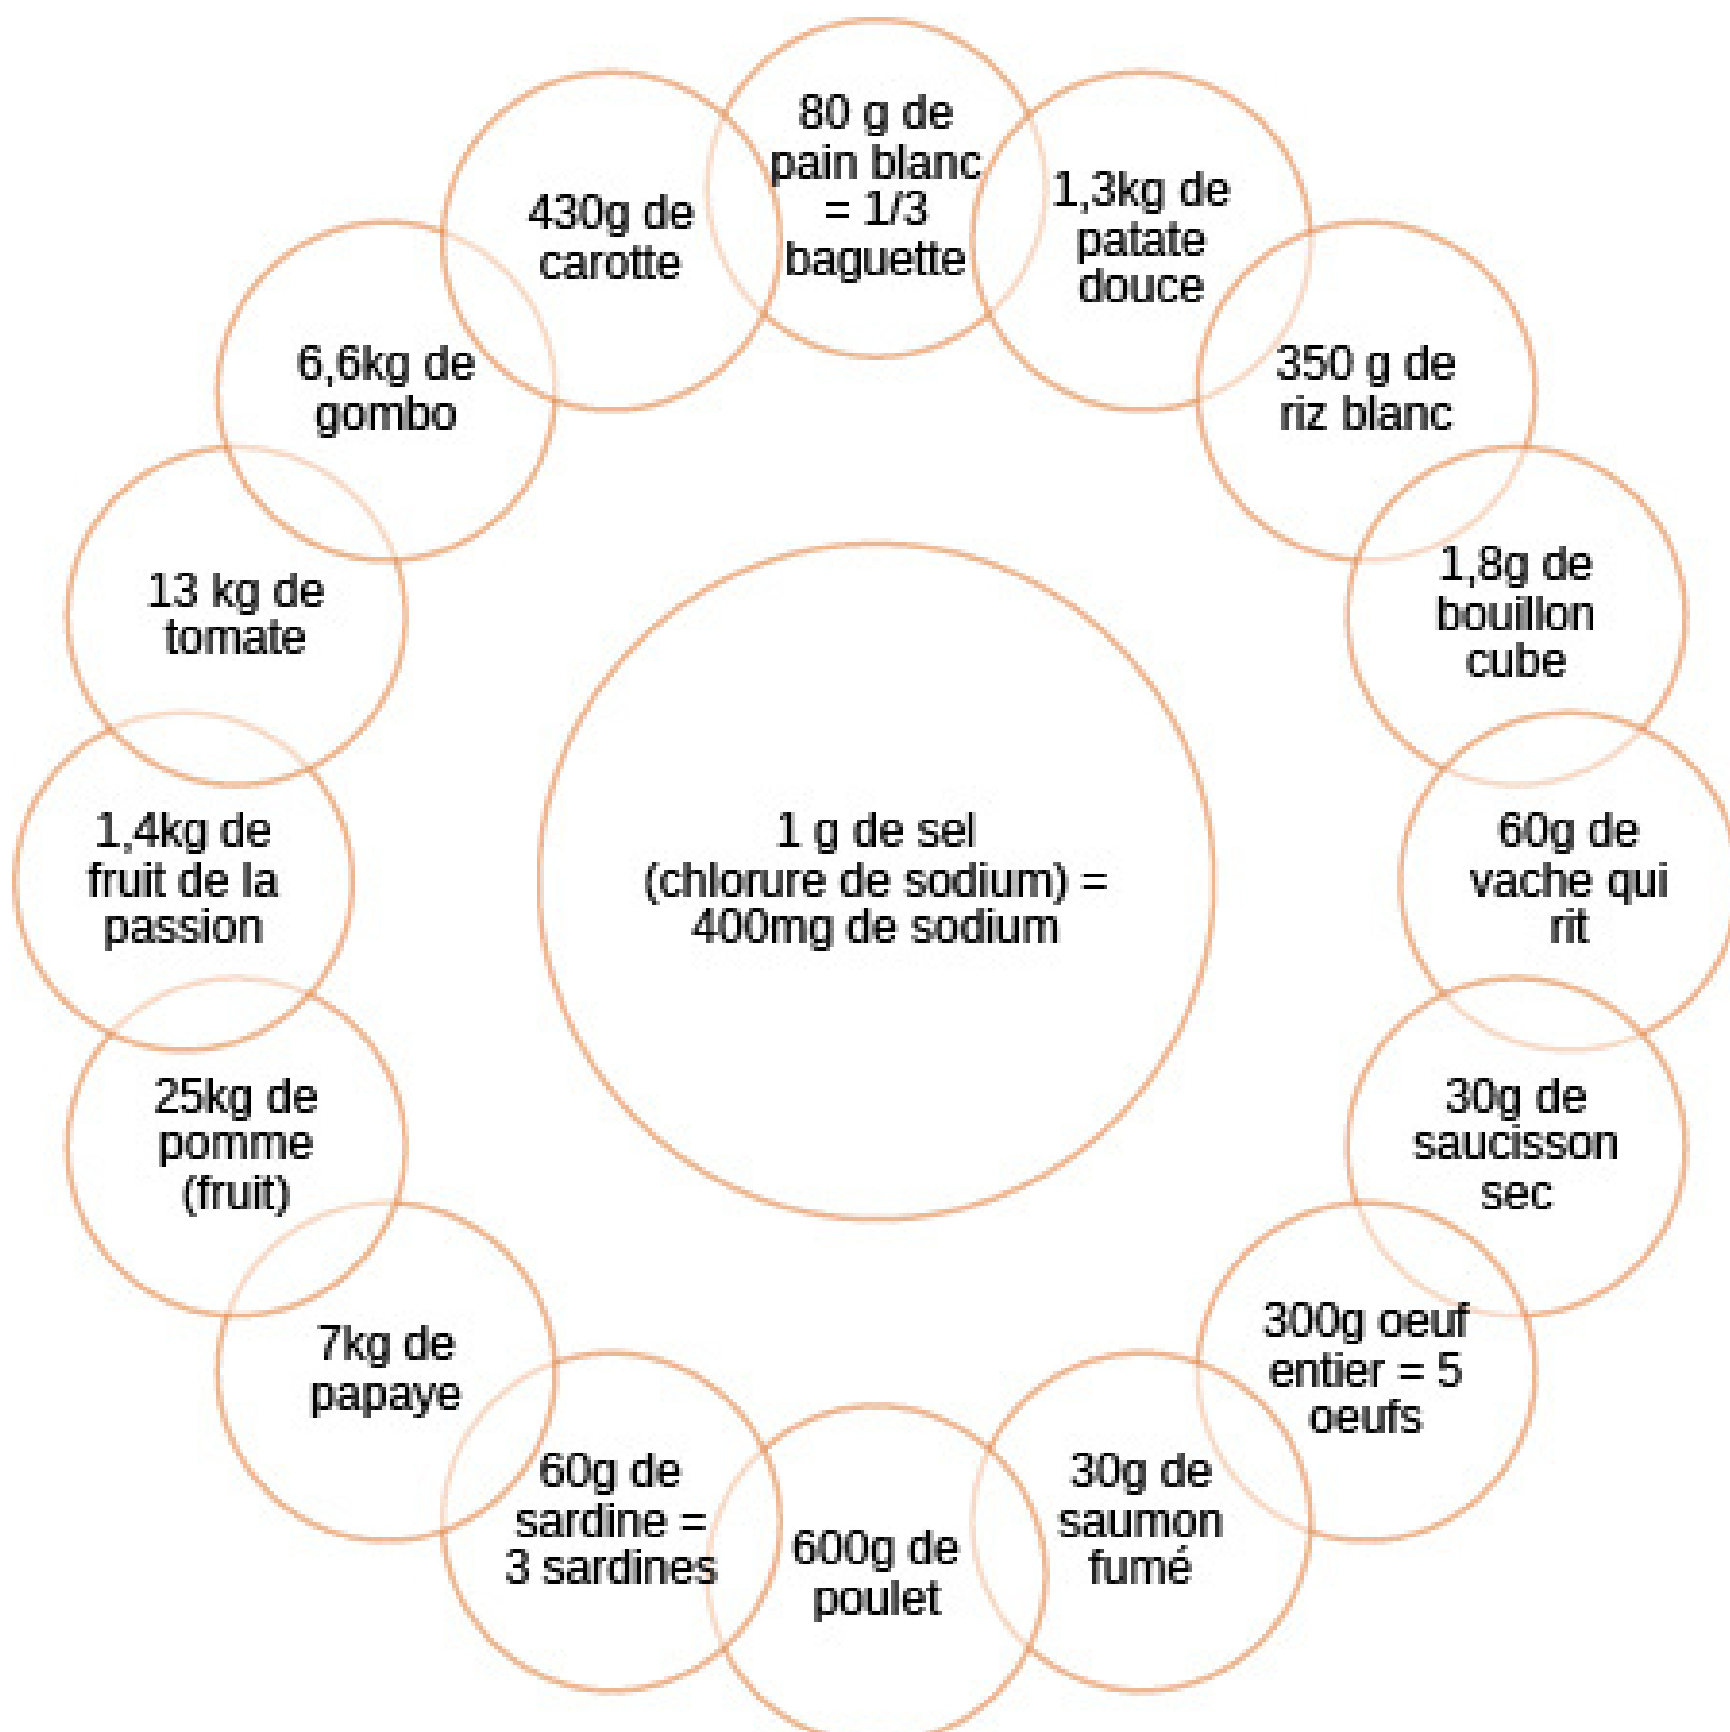 80 g de
pain blanc
= 1/3
baguette
1,3kg de
patate
douce
350 g de
riz blanc
1,8g de
bouillon
cube
60g de
vache qui
rit
30g de
saucisson
sec
300g oeuf
entier = 5
oeufs
30g de
saumon
fumé
600g de
poulet
60g de
sardine =
3 sardines
7kg de
papaye
25kg de
pomme
(fruit)
1,4kg de
fruit de la
passion
13 kg de
tomate
6,6kg de
gombo
430g de
carotte
1 g de sel
(chlorure de sodium) =
400mg de sodium